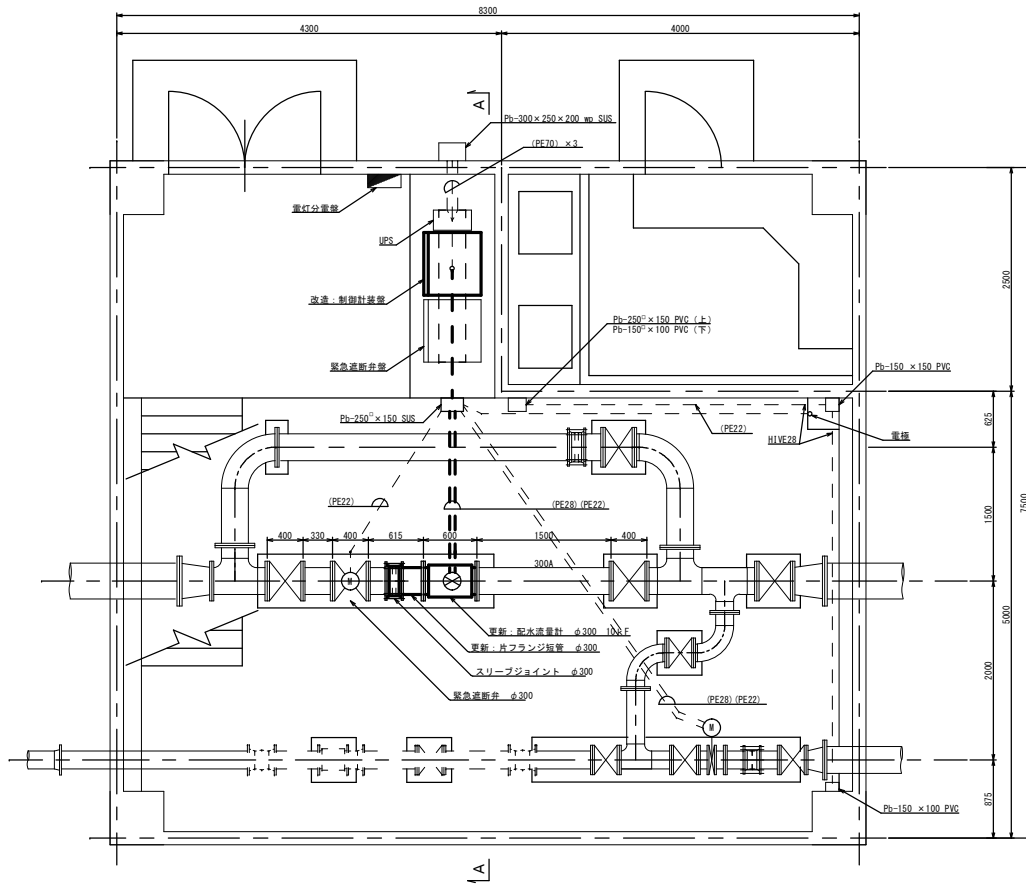 8300
4300
4000
A
Pb-300×250×200 wp SUS
(PE70) ×3
電灯分電盤
UPS
改造：制御計装盤
緊急遮断弁盤
Pb-250□×150 PVC (上)
Pb-150□×100 PVC (下)
Pb-150 ×150 PVC
2500
Pb-250□×150 SUS
(PE22)
HIVE28
電極
625
(PE22)
(PE28)(PE22)
1500
7500
400
330
400
615
600
1500
400
300A
M
5000
更新：配水流量計 φ300 10kF
更新：片フランジ短管 φ300
スリーブジョイント φ300
緊急遮断弁 φ300
2000
(PE28)(PE22)
M
875
Pb-150 ×100 PVC
A